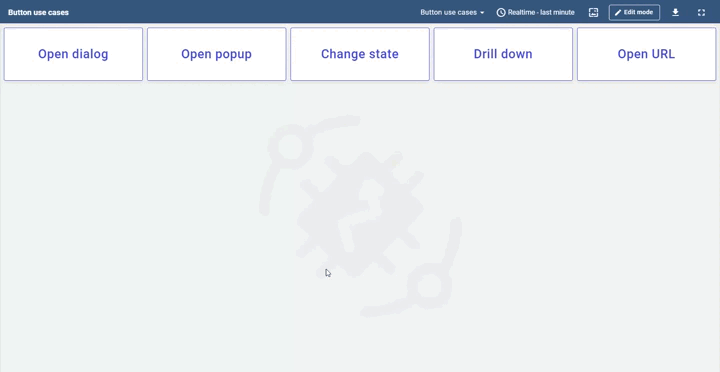 Button use cases
Button use cases
Realtime - last minute
Edit mode
Open dialog
Open popup
Change state
Drill down
Open URL